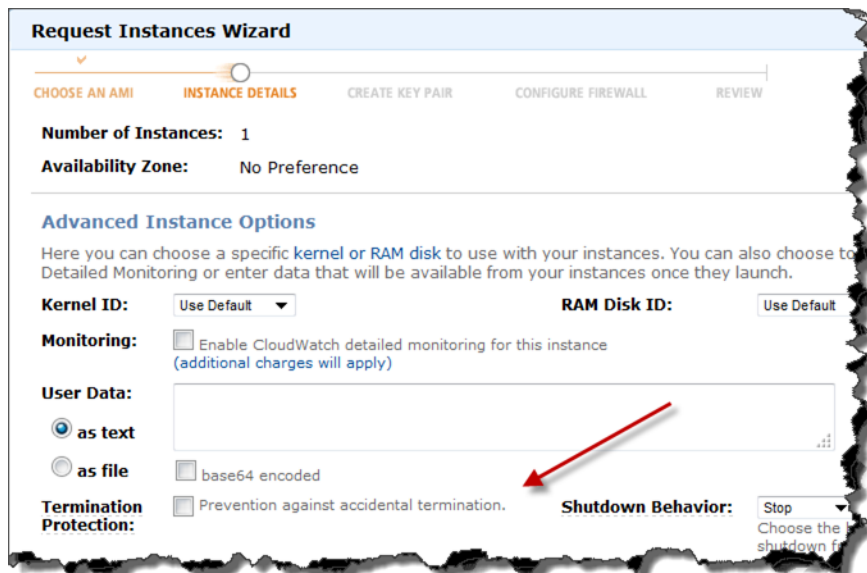 Request Instances Wizard
CHOOSE AN AMI INSTANCE DETAILS CREATE KEY PAIR CONFIGURE FIREWALL REVIEW
Number of Instances: 1
Availability Zone: No Preference
Advanced Instance Options
Here you can choose a specific kernel or RAM disk to use with your instances. You can also choose to
Detailed Monitoring or enter data that will be available from your instances once they launch.
Kernel ID: Use Default RAM Disk ID: Use Default
Monitoring: Enable CloudWatch detailed monitoring for this instance
(additional charges will apply)
User Data:
as text
as file base64 encoded
Termination Prevention against accidental termination. Shutdown Behavior: Stop
Protection:
Choose the
shutdown